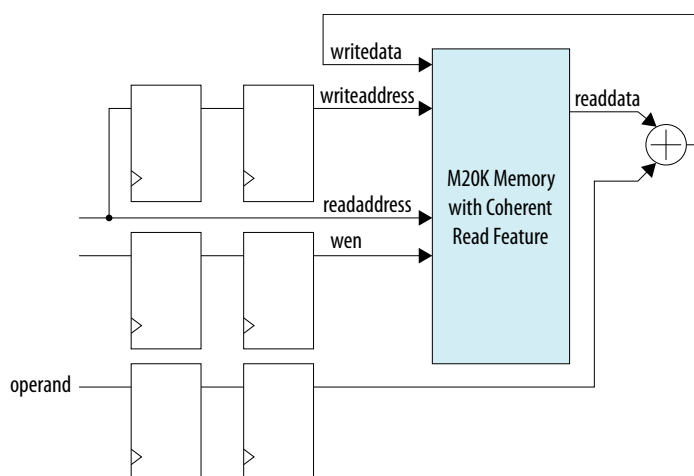 writedata
writeaddress
readdata
M20K Memory
with Coherent
Read Feature
readaddress
wen
operand